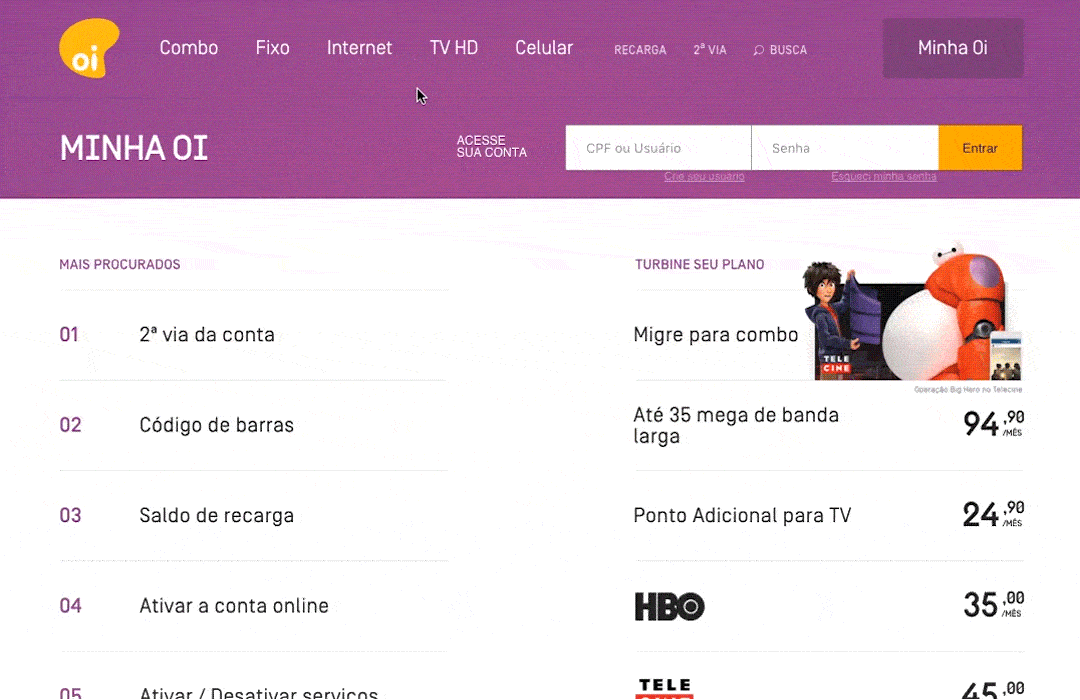 oi
Combo Fixo Internet TV HD Celular RECARGA 2ª VIA BUSCA Minha Oi
MINHA OI
ACESSE
SUA CONTA
CPF ou Usuário Senha Entrar
Crie seu usuário Esqueci minha senha
MAIS PROCURADOS
01 2ª via da conta
02 Código de barras
03 Saldo de recarga
04 Ativar a conta online
05 Ativar / Desativar serviços
TURBINE SEU PLANO
Migre para combo
TELE
CINE
Operação Big Hero no Telecine
Até 35 mega de banda
larga
94,90
/MÊS
Ponto Adicional para TV
24,90
/MÊS
HBO
35,00
/MÊS
TELE
CINE
45,00